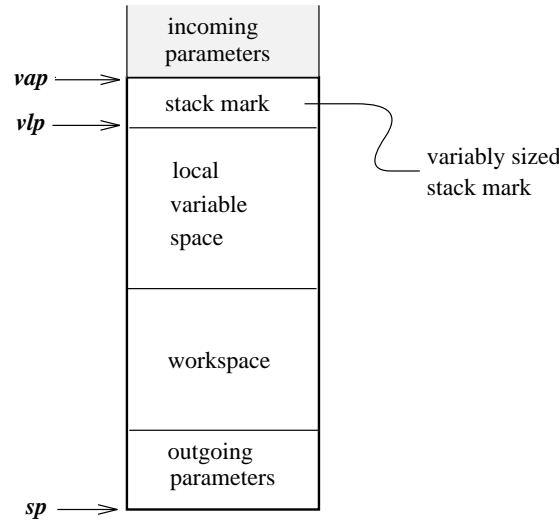 incoming
parameters
vap
stack mark
vlp
variably sized
stack mark
local
variable
space
workspace
outgoing
parameters
sp